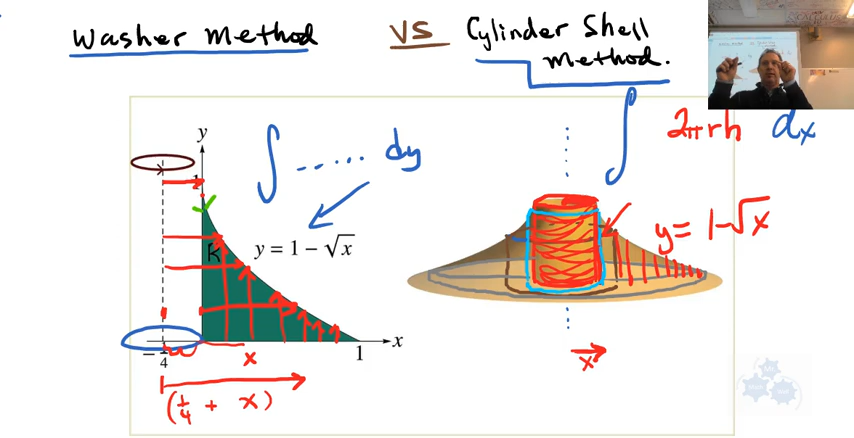 Washer Method VS Cylinder Shell
Method.
∫ ...... dy
∫ 2πrh dx
y
1
R
y = 1 − √x
y = 1−√x
x
x
−1/4
1
x
(1/4 + x)